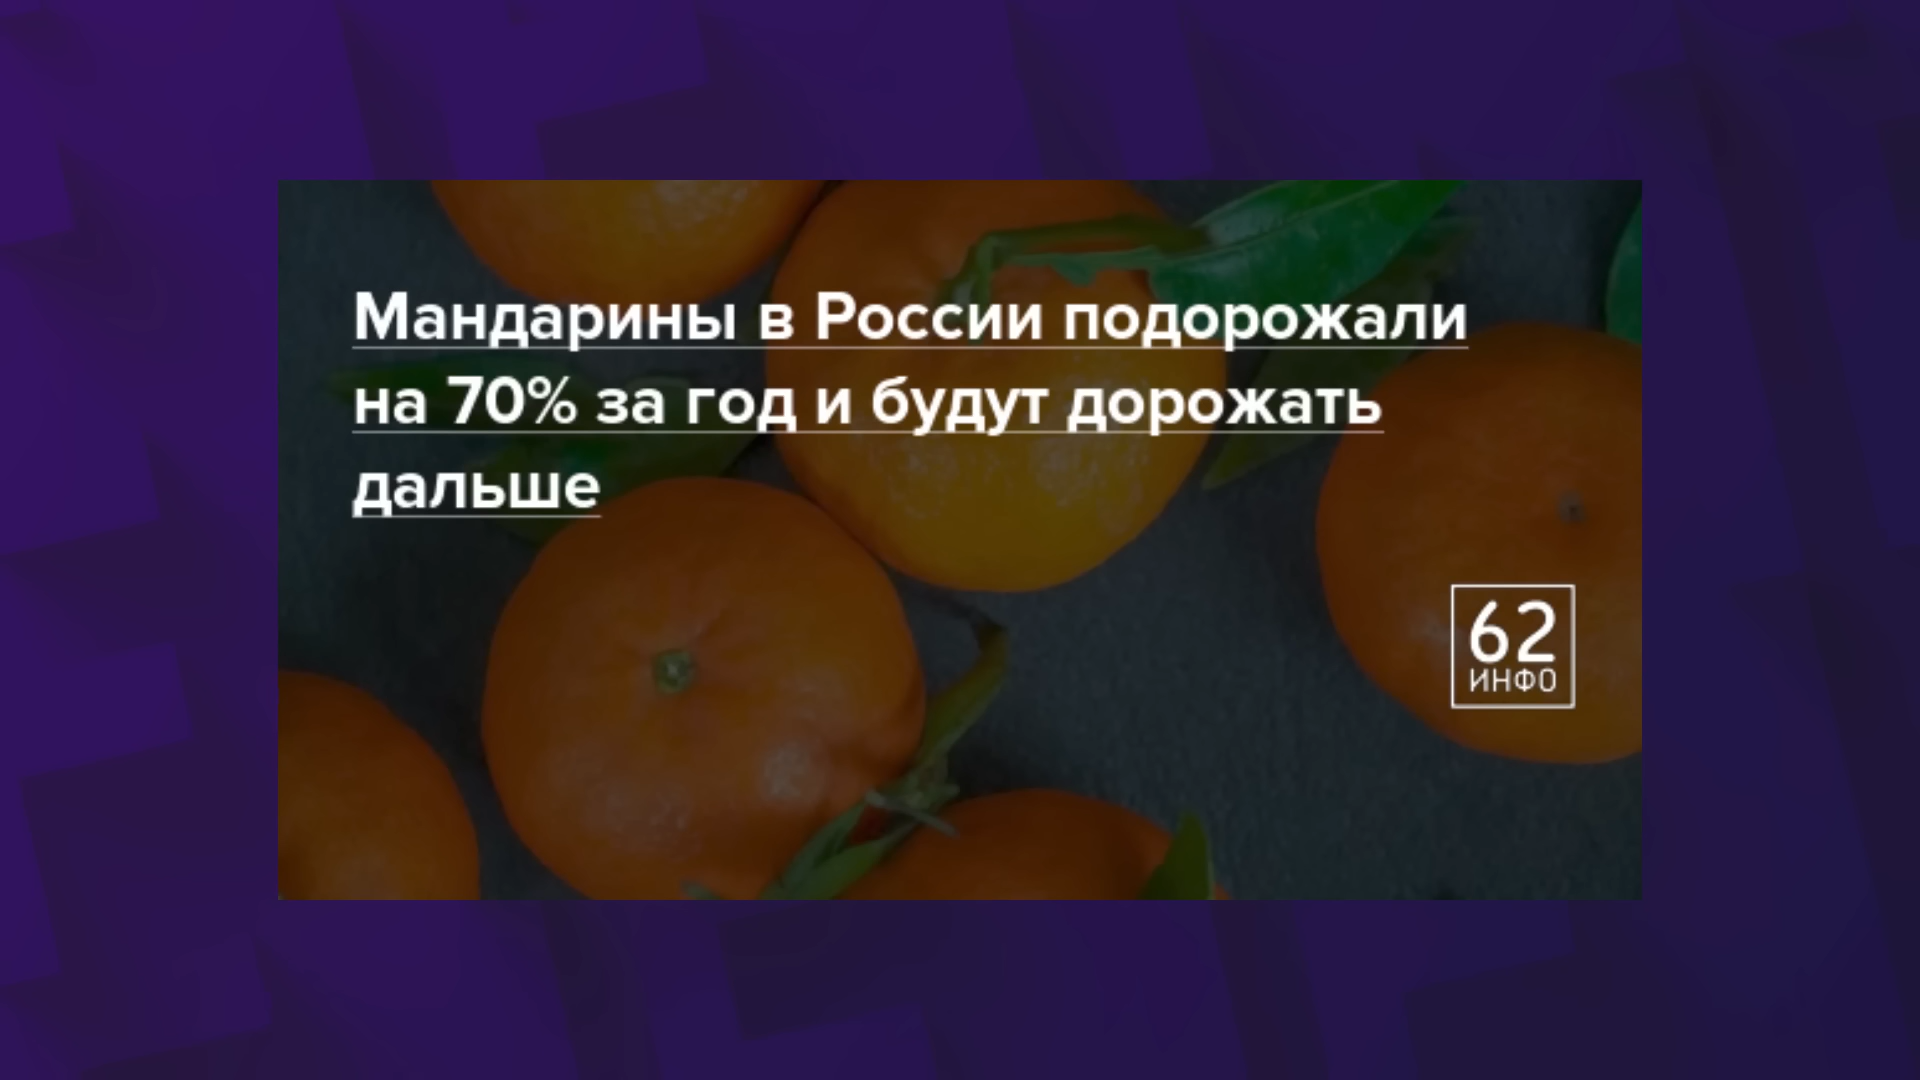 Мандарины в России подорожали
на 70% за год и будут дорожать
дальше
62
ИНФО